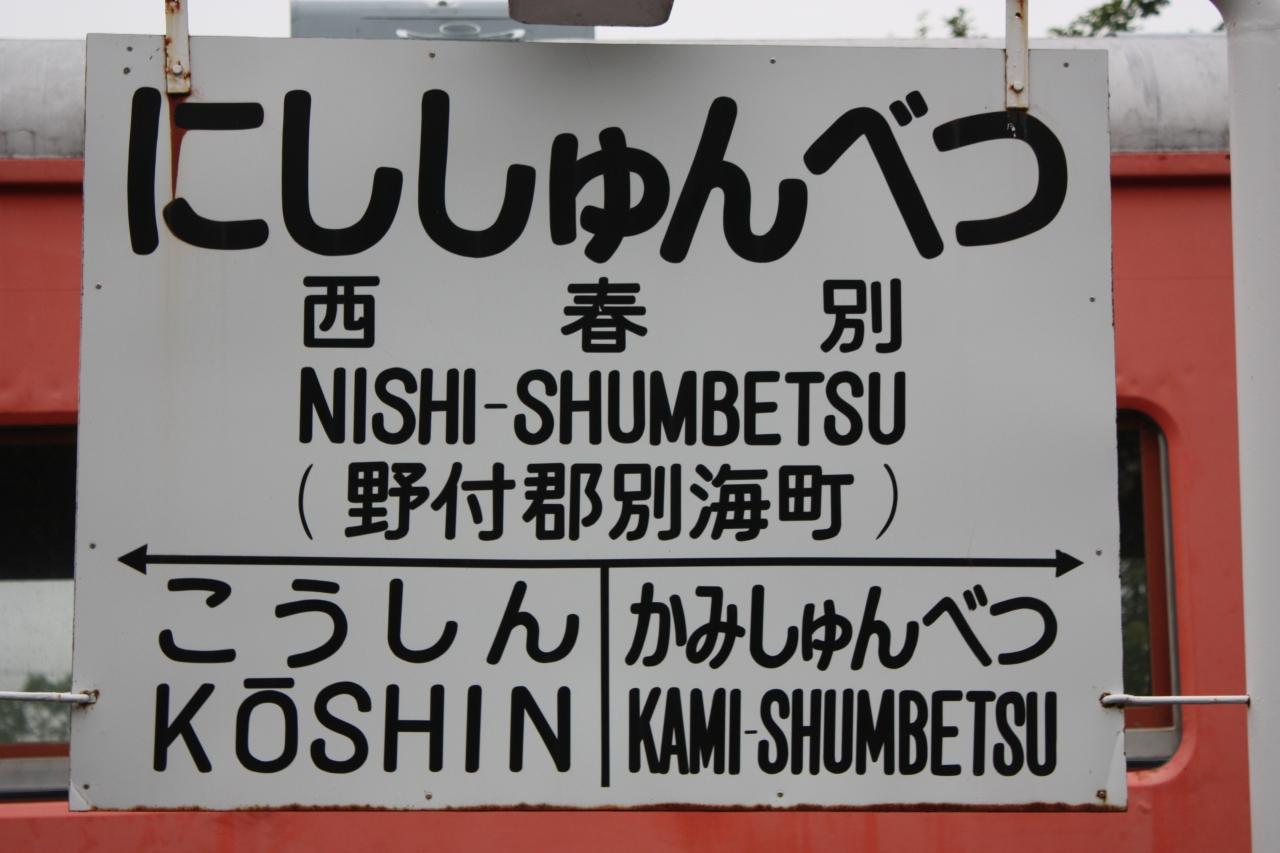 にししゅんべつ
西春別
NISHI-SHUMBETSU
(野付郡別海町)
こうしん かみしゅんべつ
KŌSHIN KAMI-SHUMBETSU